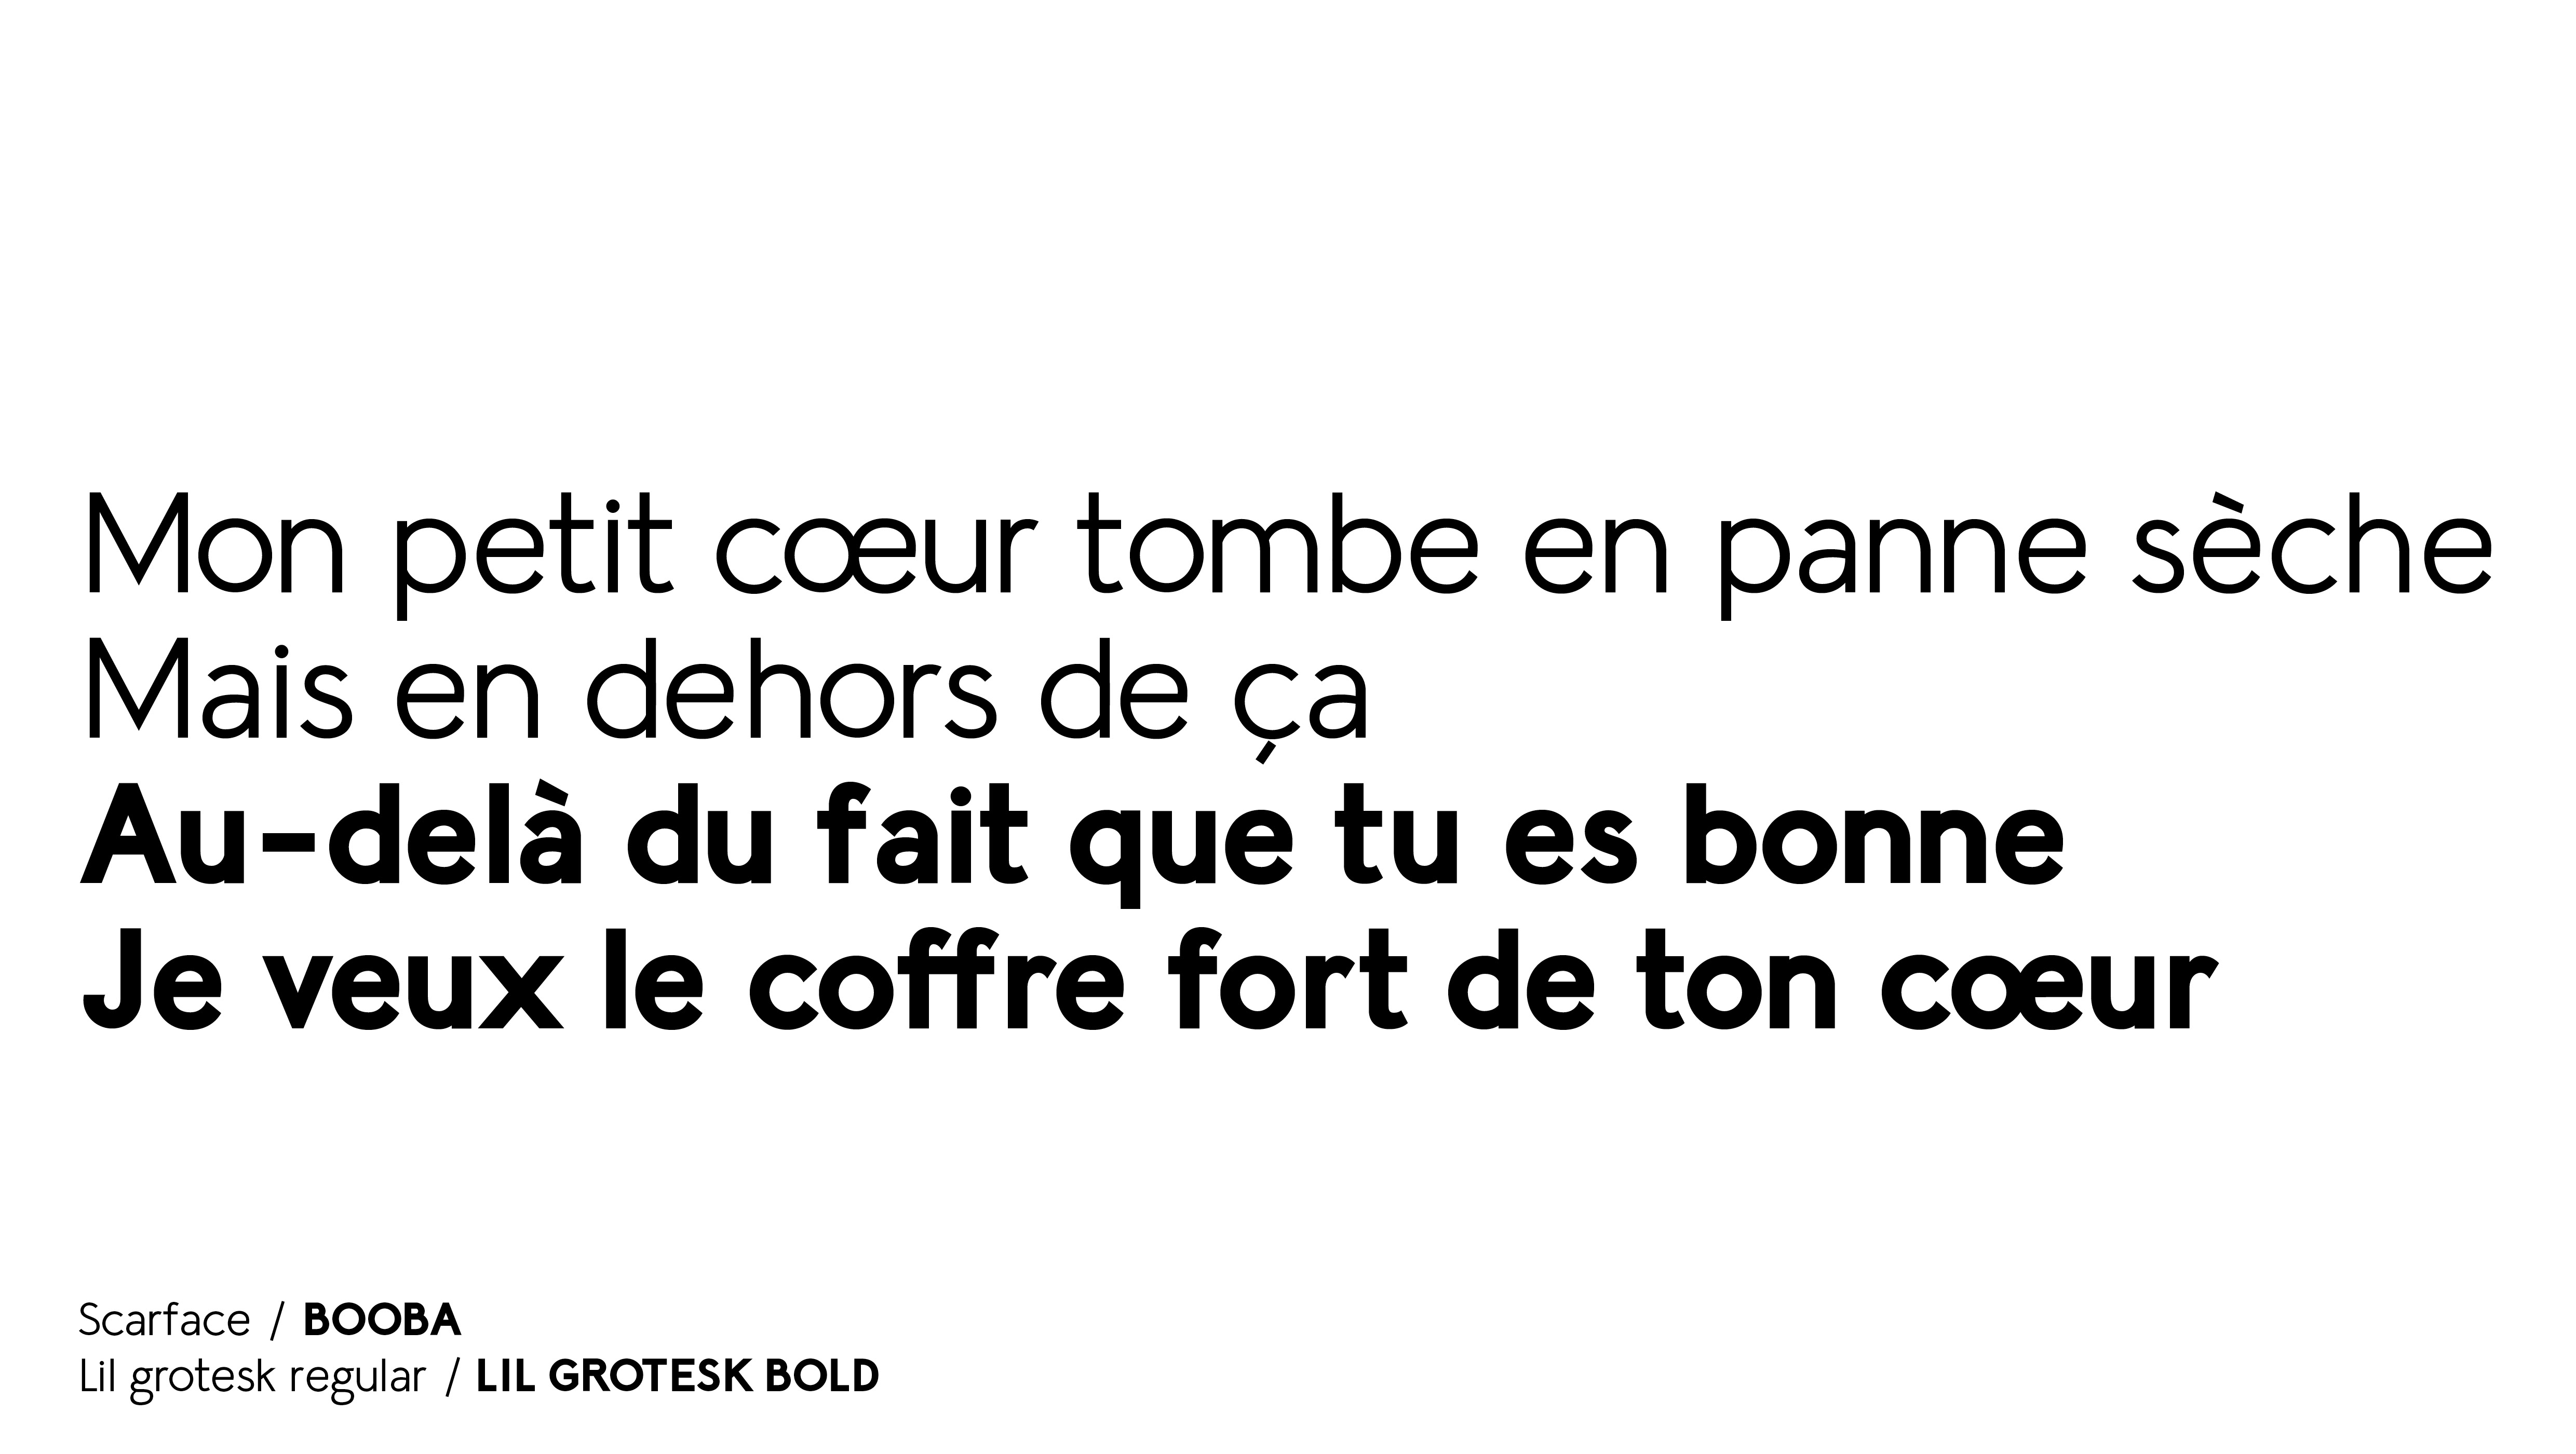 Mon petit cœur tombe en panne sèche
Mais en dehors de ça
Au-delà du fait que tu es bonne
Je veux le coffre fort de ton cœur
Scarface / BOOBA
Lil grotesk regular / LIL GROTESK BOLD